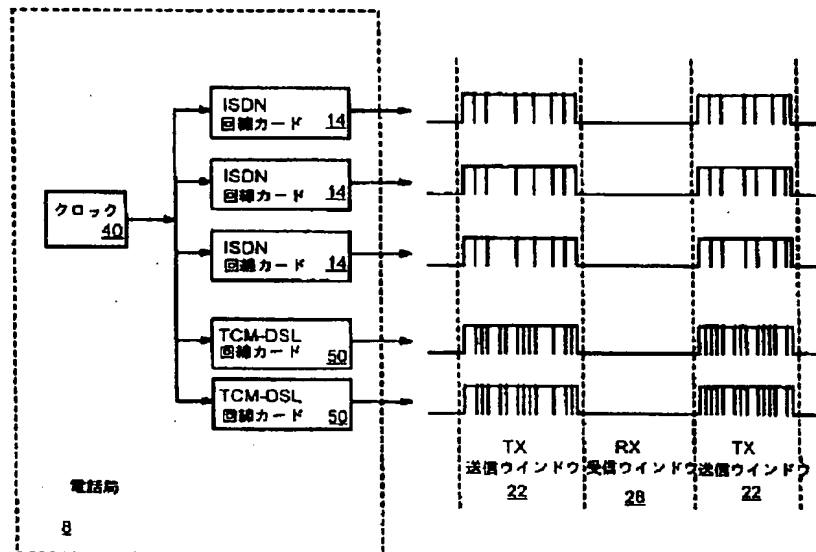 ISDN
回線カード 14
ISDN
回線カード 14
クロック
40
ISDN
回線カード 14
TCM-DSL
回線カード 50
TCM-DSL
回線カード 50
TX
送信ウインドウ
22
RX
受信ウインドウ
28
TX
送信ウインドウ
22
電話局
8